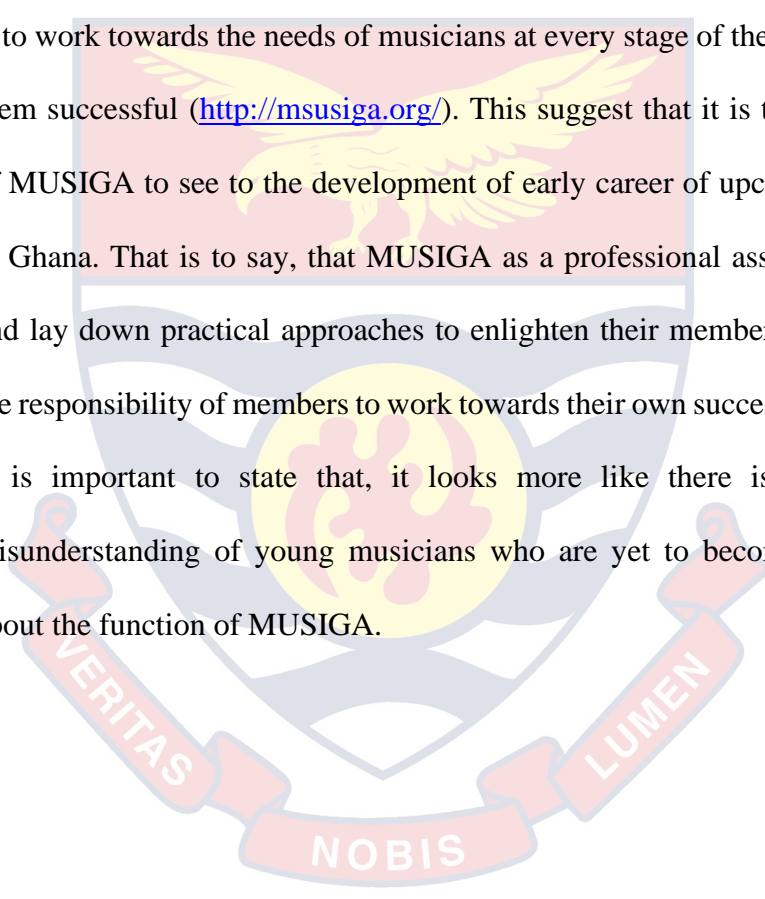 to work towards the needs of musicians at every stage of the
em successful (http://msusiga.org/). This suggest that it is t
f MUSIGA to see to the development of early career of upc
Ghana. That is to say, that MUSIGA as a professional ass
nd lay down practical approaches to enlighten their member
e responsibility of members to work towards their own succe
is important to state that, it looks more like there is
isunderstanding of young musicians who are yet to becor
bout the function of MUSIGA.
VERITAS
NOBIS
LUMEN